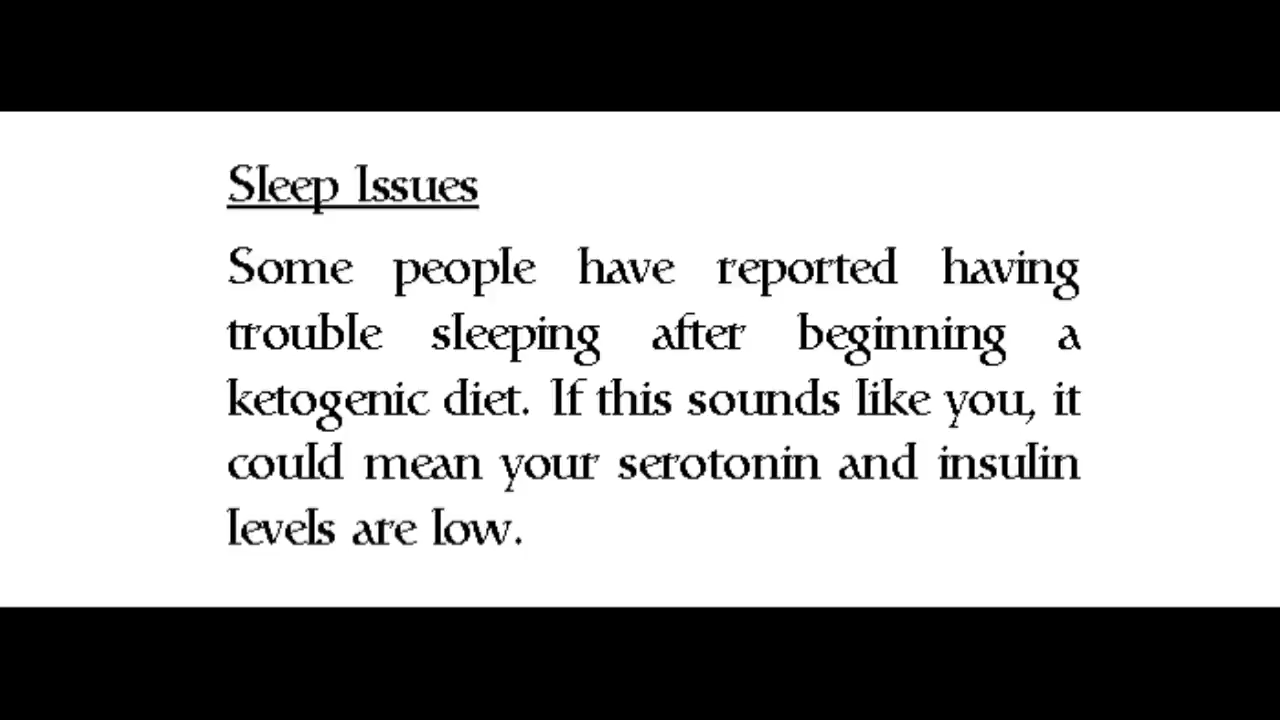 Sleep Issues
Some people have reported having
trouble sleeping after beginning a
ketogenic diet. If this sounds like you, it
could mean your serotonin and insulin
levels are low.